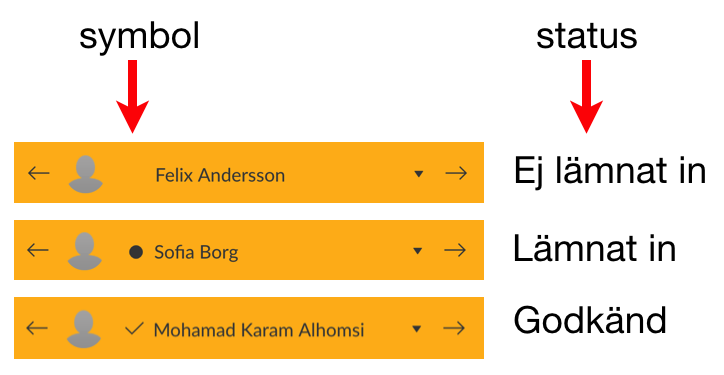 symbol status
Felix Andersson Ej lämnat in
Sofia Borg Lämnat in
Mohamad Karam Alhomsi Godkänd